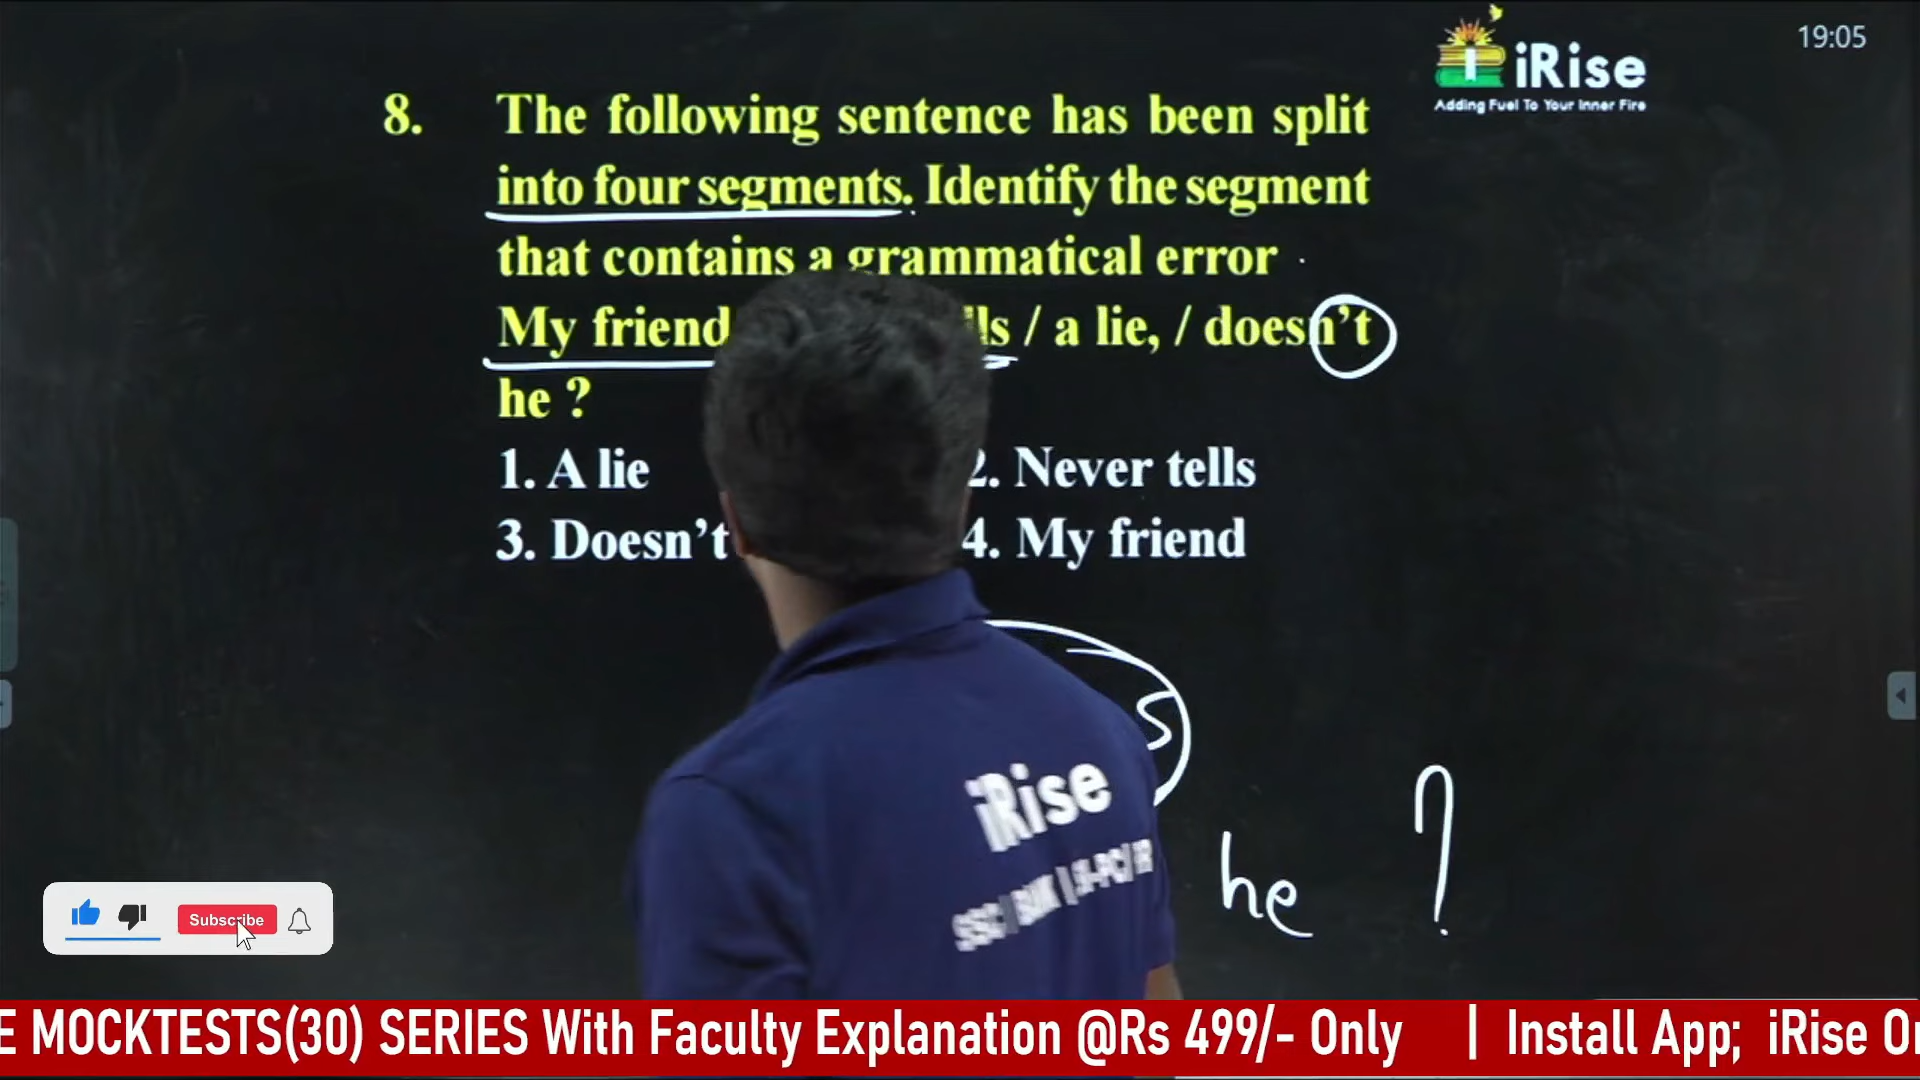 iRise
Adding Fuel To Your Inner Fire
19:05
8. The following sentence has been split
into four segments. Identify the segment
that contains a grammatical error
My friend ls / a lie, / doesn't
he ?
1. A lie 2. Never tells
3. Doesn't 4. My friend
s
he ?
iRise
SSC | BANK |
Subscribe
E MOCKTESTS(30) SERIES With Faculty Explanation @Rs 499/- Only | Install App; iRise O